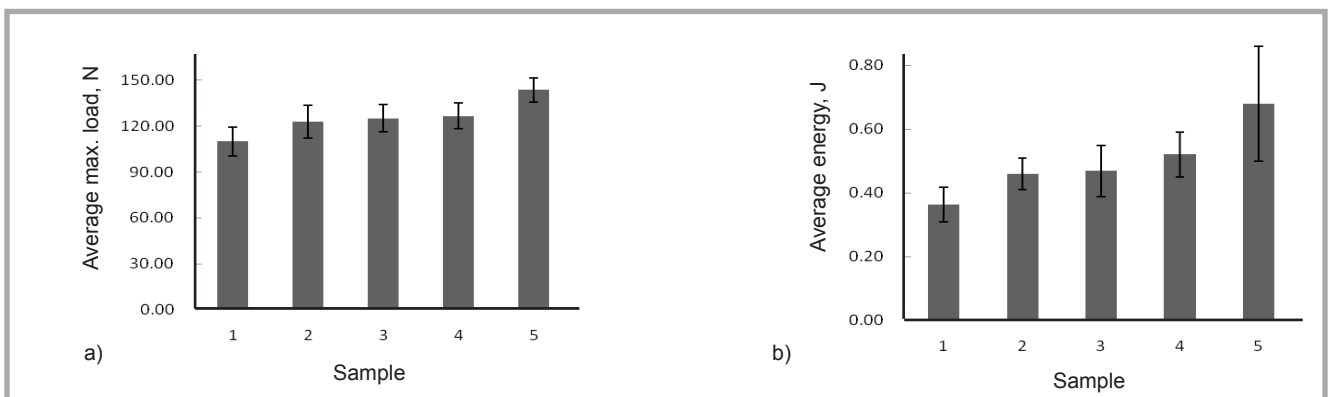 Average max. load, N
150.00
120.00
90.00
60.00
30.00
0.00
1 2 3 4 5
a)
Sample
Average energy, J
0.80
0.60
0.40
0.20
0.00
1 2 3 4 5
b)
Sample